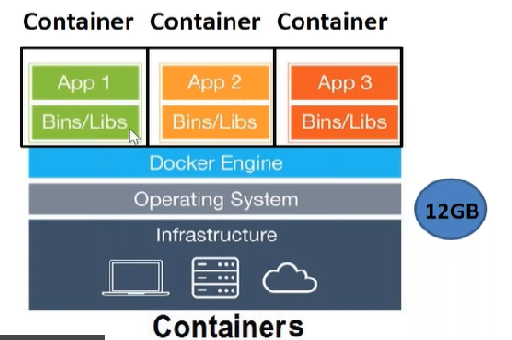 Container Container Container
App 1 App 2 App 3
Bins/Libs Bins/Libs Bins/Libs
Docker Engine
Operating System
12GB
Infrastructure
Containers